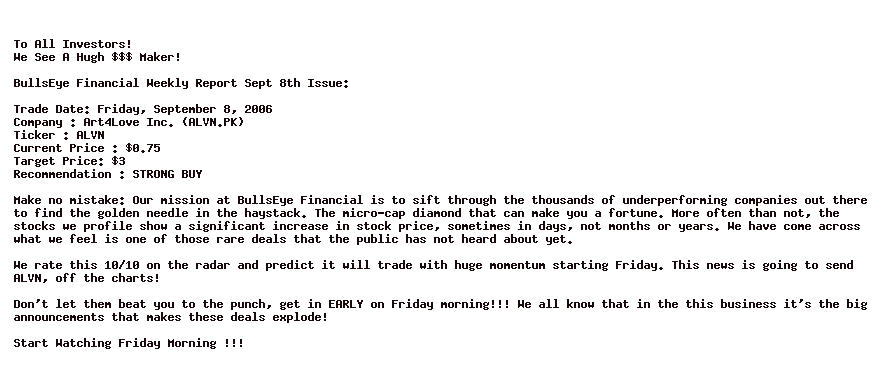 To All Investors!
We See A Hugh $$$ Maker!
BullsEye Financial Weekly Report Sept 8th Issue:
Trade Date: Friday, September 8, 2006
Company : Art4Love Inc. (ALVN.PK)
Ticker : ALVN
Current Price : $0.75
Target Price: $3
Recommendation : STRONG BUY
Make no mistake: Our mission at BullsEye Financial is to sift through the thousands of underperforming companies out there
to find the golden needle in the haystack. The micro-cap diamond that can make you a fortune. More often than not, the
stocks we profile show a significant increase in stock price, sometimes in days, not months or years. We have come across
what we feel is one of those rare deals that the public has not heard about yet.
We rate this 10/10 on the radar and predict it will trade with huge momentum starting Friday. This news is going to send
ALVN, off the charts!
Don't let them beat you to the punch, get in EARLY on Friday morning!!! We all know that in the this business it's the big
announcements that makes these deals explode!
Start Watching Friday Morning !!!